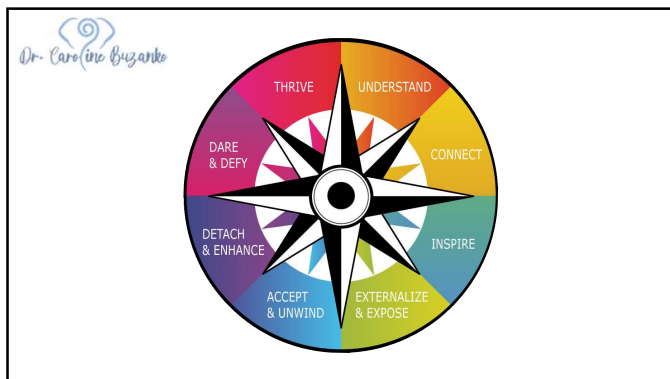 Dr. Caroline Buzanko
THRIVE
UNDERSTAND
DARE
& DEFY
CONNECT
DETACH
& ENHANCE
INSPIRE
ACCEPT
& UNWIND
EXTERNALIZE
& EXPOSE